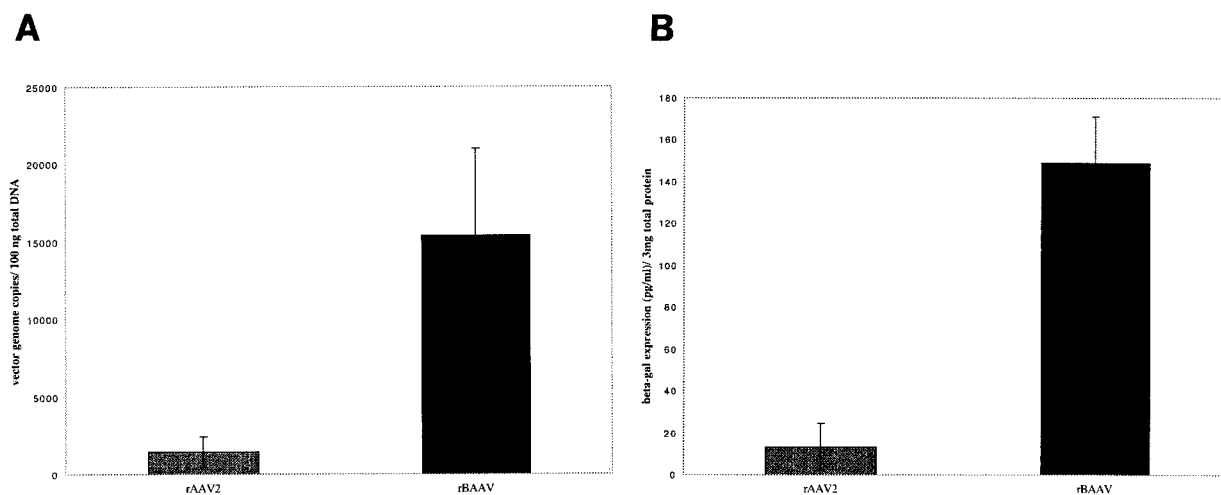 A
vector genome copies/ 100 ng total DNA
25000
20000
15000
10000
5000
0
rAAV2
rBAAV
B
beta-gal expression (pg/ml)/ 3mg total protein
180
160
140
120
100
80
60
40
20
0
rAAV2
rBAAV